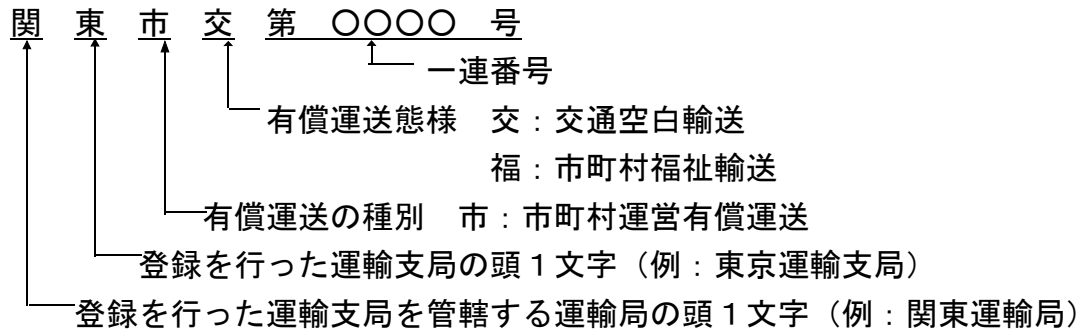 関 東 市 交 第 〇〇〇〇 号
一連番号
有償運送態様 交：交通空白輸送
福：市町村福祉輸送
有償運送の種別 市：市町村運営有償運送
登録を行った運輸支局の頭１文字（例：東京運輸支局）
登録を行った運輸支局を管轄する運輸局の頭１文字（例：関東運輸局）